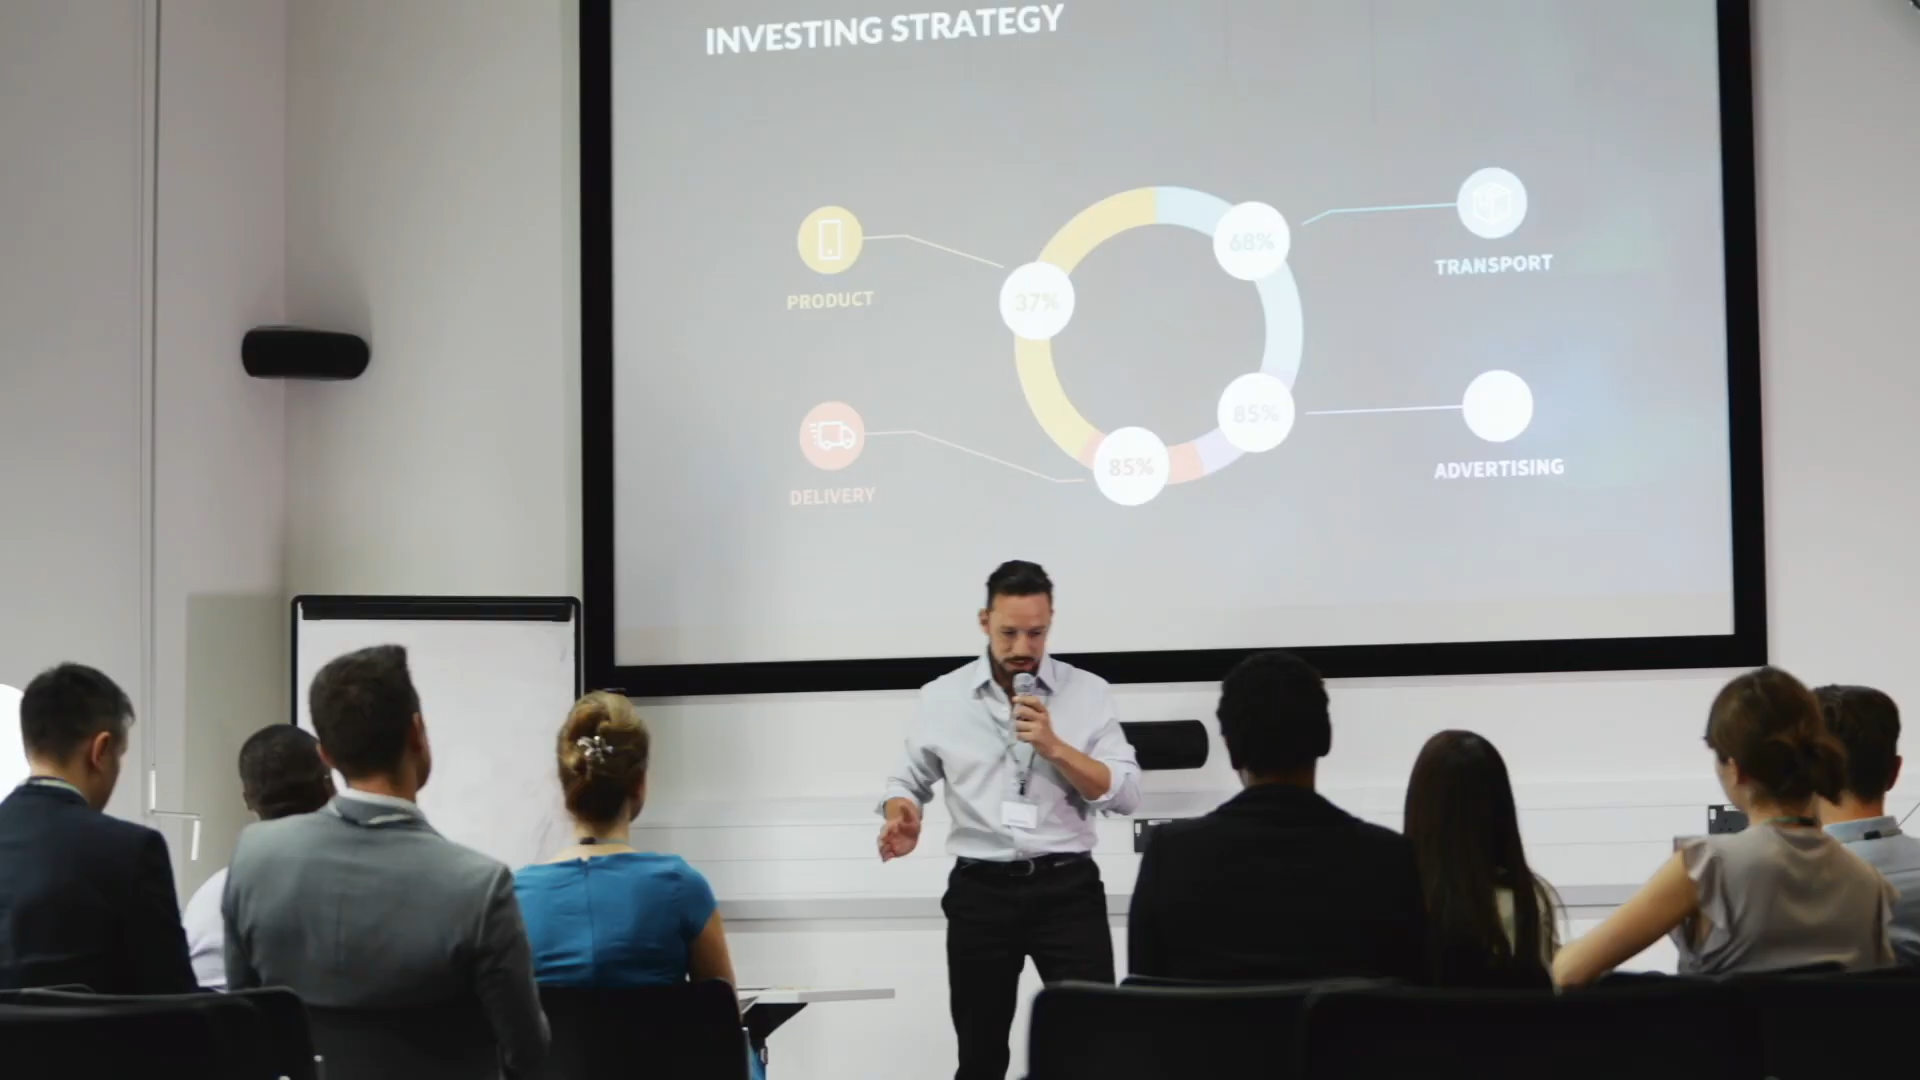 INVESTING STRATEGY
68%
TRANSPORT
37%
PRODUCT
85%
ADVERTISING
85%
DELIVERY